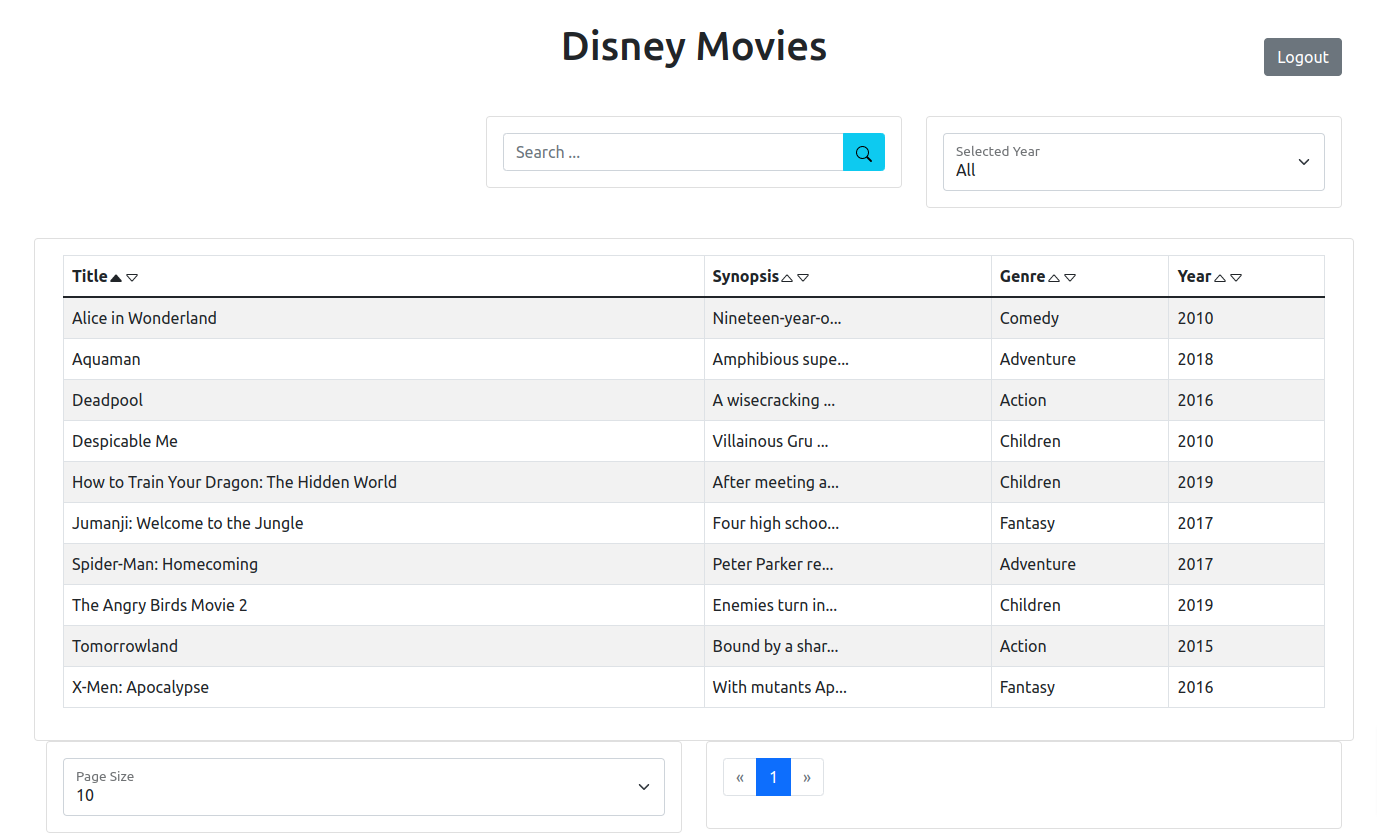 Disney Movies
Logout
Search ...
Selected Year
All
Title Synopsis Genre Year
Alice in Wonderland Nineteen-year-o... Comedy 2010
Aquaman Amphibious supe... Adventure 2018
Deadpool A wisecracking ... Action 2016
Despicable Me Villainous Gru ... Children 2010
How to Train Your Dragon: The Hidden World After meeting a... Children 2019
Jumanji: Welcome to the Jungle Four high schoo... Fantasy 2017
Spider-Man: Homecoming Peter Parker re... Adventure 2017
The Angry Birds Movie 2 Enemies turn in... Children 2019
Tomorrowland Bound by a shar... Action 2015
X-Men: Apocalypse With mutants Ap... Fantasy 2016
Page Size
10
« 1 »